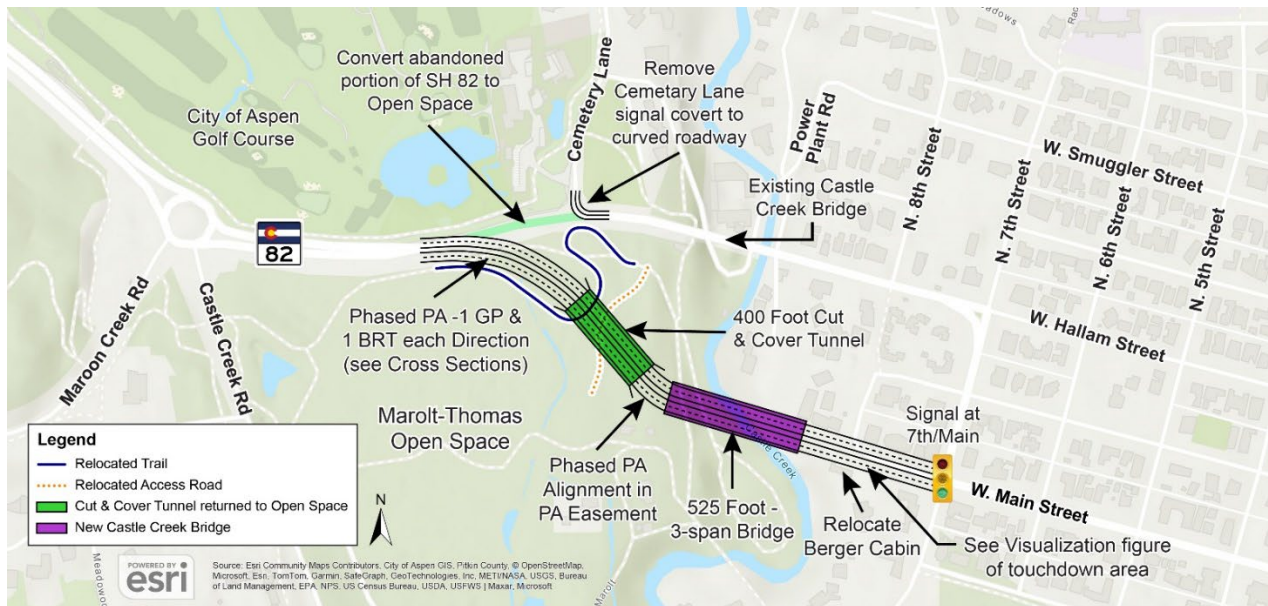 Convert abandoned
portion of SH 82 to
Open Space
Cemetery Lane
Remove
Cemetary Lane
signal covert to
curved roadway
City of Aspen
Golf Course
Power
Plant Rd
Existing Castle
Creek Bridge
N. 8th Street
N. 7th Street
N. 6th Street
N. 5th Street
W. Smuggler Street
W. Hallam Street
82
Maroon Creek Rd
Castle Creek Rd
Phased PA -1 GP &
1 BRT each Direction
(see Cross Sections)
400 Foot Cut
& Cover Tunnel
Marolt-Thomas
Open Space
Castle Creek
Signal at
7th/Main
W. Main Street
Phased PA
Alignment in
PA Easement
525 Foot -
3-span Bridge
Relocate
Berger Cabin
See Visualization figure
of touchdown area
Legend
Relocated Trail
Relocated Access Road
Cut & Cover Tunnel returned to Open Space
New Castle Creek Bridge
N
Marolt
POWERED BY
esri
Source: Esri Community Maps Contributors, City of Aspen GIS, Pitkin County, © OpenStreetMap,
Microsoft, Esri, TomTom, Garmin, SafeGraph, GeoTechnologies, Inc, METI/NASA, USGS, Bureau
of Land Management, EPA, NPS, US Census Bureau, USDA, USFWS | Maxar, Microsoft